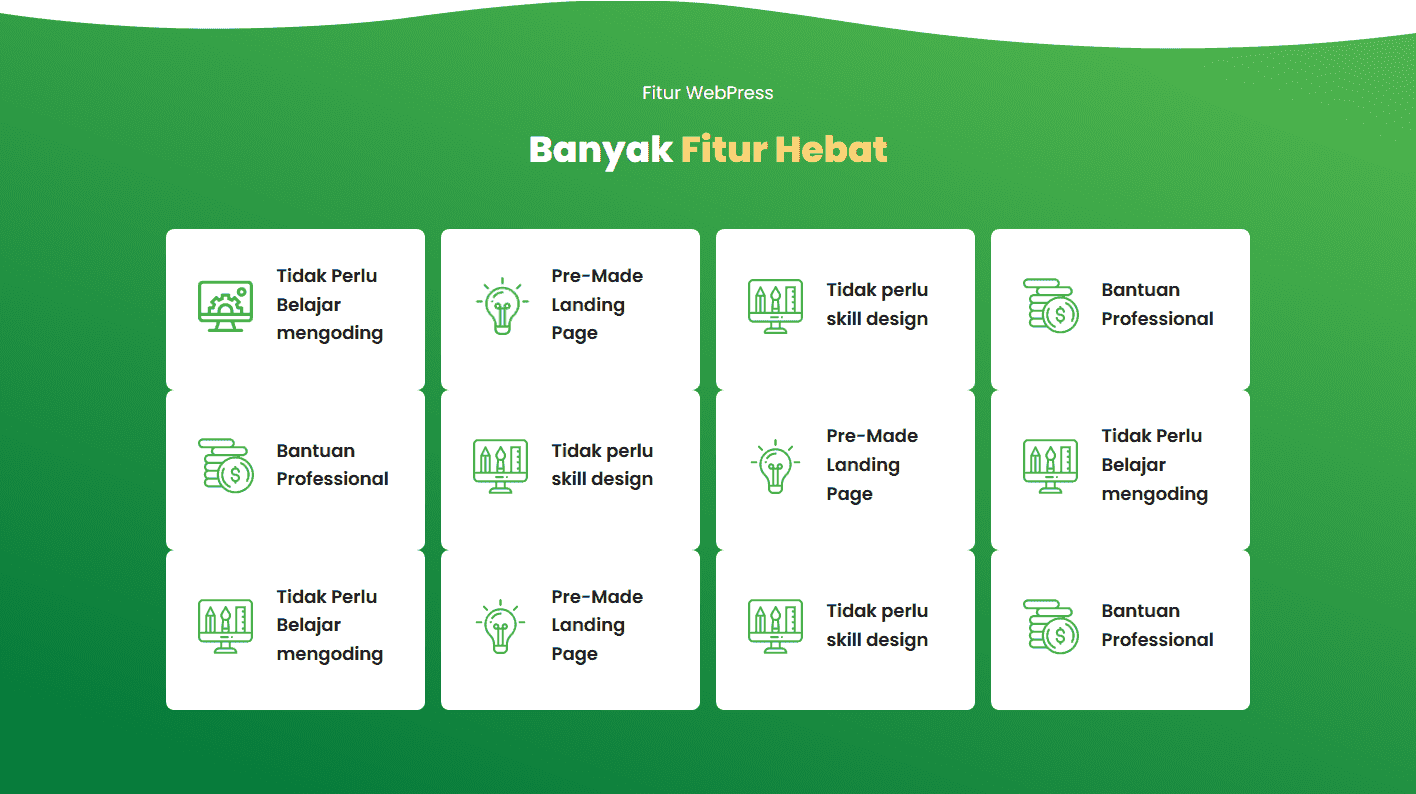 Fitur WebPress
Banyak Fitur Hebat
Tidak Perlu
Belajar
mengoding
Pre-Made
Landing
Page
Tidak perlu
skill design
Bantuan
Professional
Bantuan
Professional
Tidak perlu
skill design
Pre-Made
Landing
Page
Tidak Perlu
Belajar
mengoding
Tidak Perlu
Belajar
mengoding
Pre-Made
Landing
Page
Tidak perlu
skill design
Bantuan
Professional